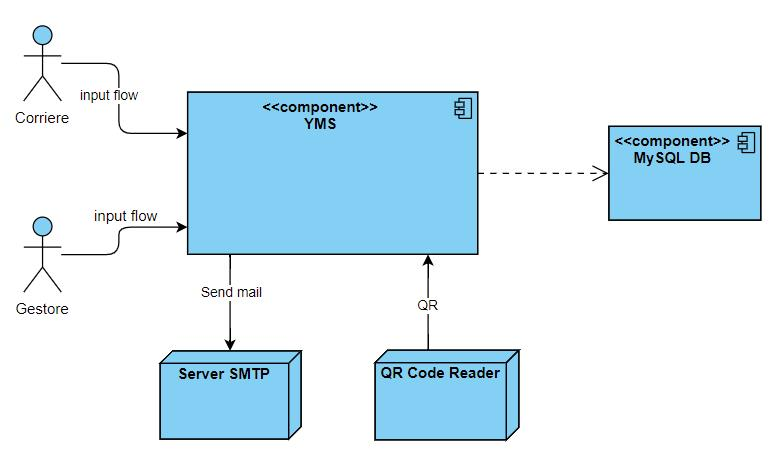 Corriere
input flow
<<component>>
YMS
<<component>>
MySQL DB
input flow
Gestore
Send mail
QR
Server SMTP
QR Code Reader